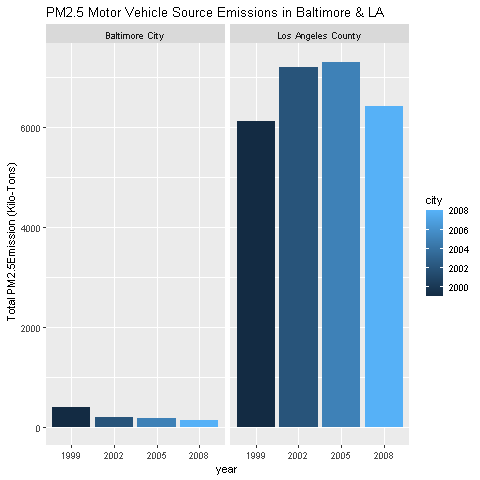 PM2.5 Motor Vehicle Source Emissions in Baltimore & LA
Baltimore City
Los Angeles County
Total PM2.5Emission (Kilo-Tons)
6000
4000
2000
0
1999
2002
2005
2008
1999
2002
2005
2008
year
city
2008
2006
2004
2002
2000